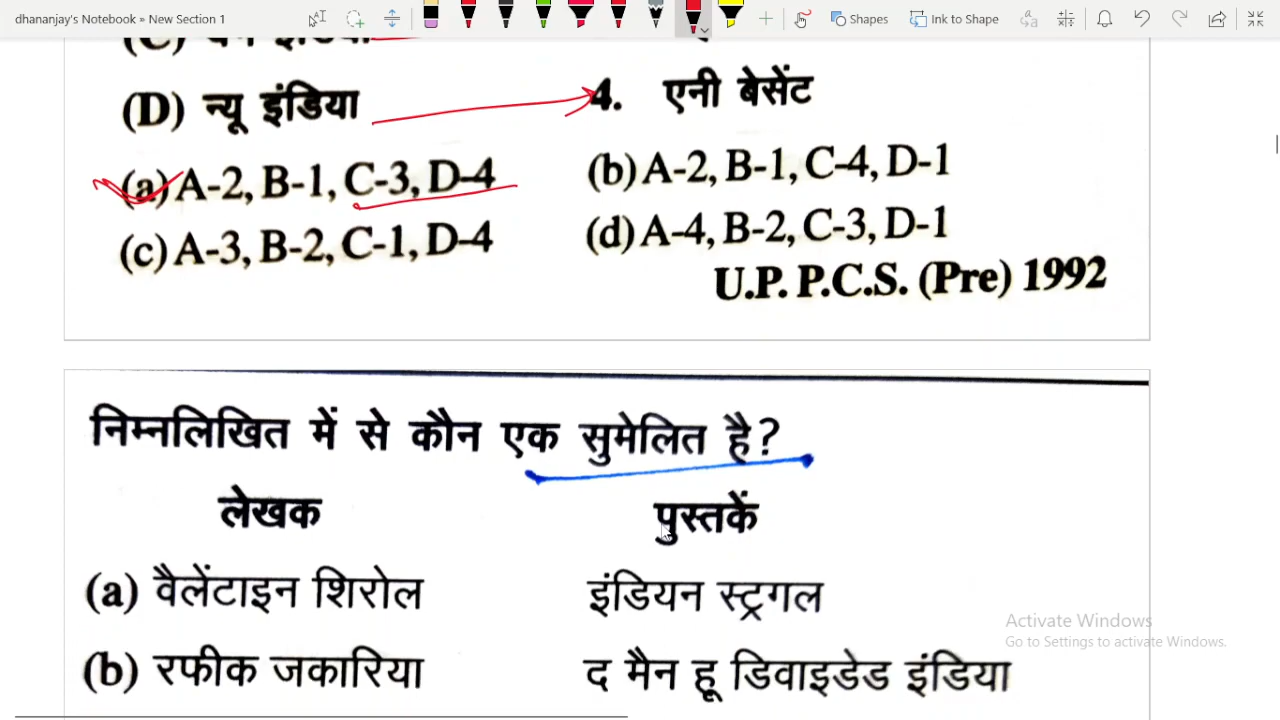 dhananjay's Notebook » New Section 1
Shapes
Ink to Shape
(C)
(D) न्यू इंडिया
4. एनी बेसेंट
(a) A-2, B-1, C-3, D-4
(b) A-2, B-1, C-4, D-1
(c) A-3, B-2, C-1, D-4
(d) A-4, B-2, C-3, D-1
U.P. P.C.S. (Pre) 1992
निम्नलिखित में से कौन एक सुमेलित है?
लेखक पुस्तकें
(a) वैलेंटाइन शिरोल इंडियन स्ट्रगल
(b) रफीक जकारिया द मैन हू डिवाइडेड इंडिया
Activate Windows
Go to Settings to activate Windows.